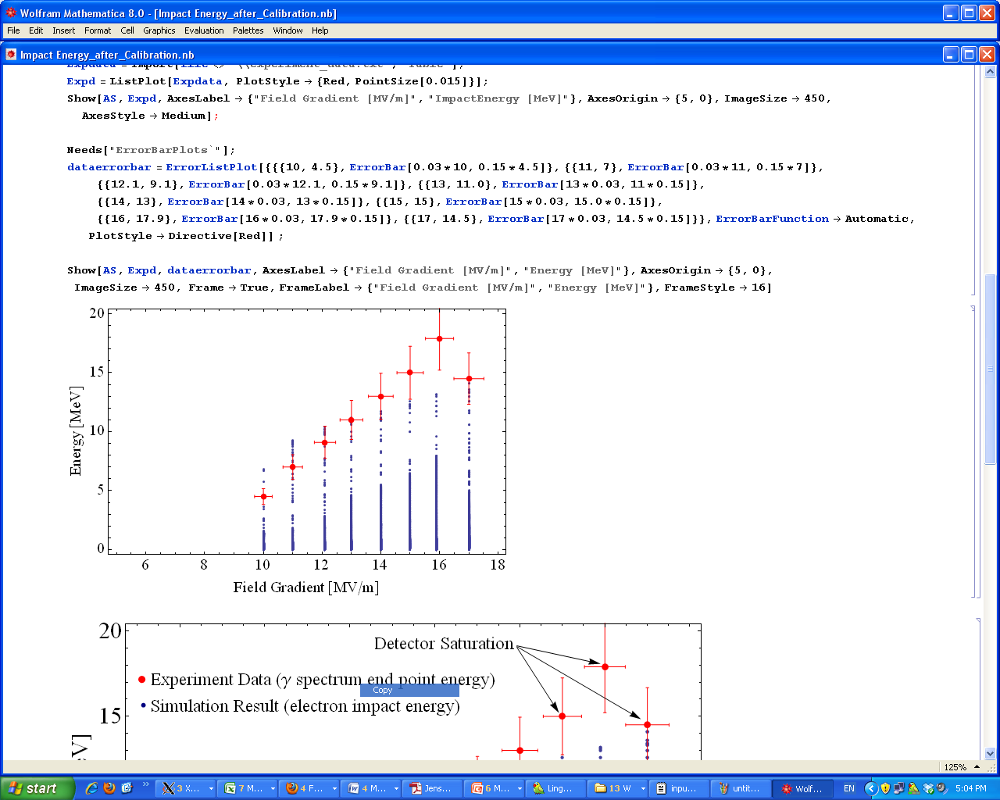 Wolfram Mathematica 8.0 - [Impact Energy_after_Calibration.nb]
File Edit Insert Format Cell Graphics Evaluation Palettes Window Help
Impact Energy_after_Calibration.nb
Expd = ListPlot[Expdata, PlotStyle → {Red, PointSize[0.015]}];
Show[AS, Expd, AxesLabel → {"Field Gradient [MV/m]", "ImpactEnergy [MeV]"}, AxesOrigin → {5, 0}, ImageSize → 450,
AxesStyle → Medium];
Needs["ErrorBarPlots`"];
dataerrorbar = ErrorListPlot[{{{10, 4.5}, ErrorBar[0.03*10, 0.15*4.5]}, {{11, 7}, ErrorBar[0.03*11, 0.15*7]},
{{12.1, 9.1}, ErrorBar[0.03*12.1, 0.15*9.1]}, {{13, 11.0}, ErrorBar[13*0.03, 11*0.15]},
{{14, 13}, ErrorBar[14*0.03, 13*0.15]}, {{15, 15}, ErrorBar[15*0.03, 15.0*0.15]},
{{16, 17.9}, ErrorBar[16*0.03, 17.9*0.15]}, {{17, 14.5}, ErrorBar[17*0.03, 14.5*0.15]}}, ErrorBarFunction → Automatic,
PlotStyle → Directive[Red]] ;
Show[AS, Expd, dataerrorbar, AxesLabel → {"Field Gradient [MV/m]", "Energy [MeV]"}, AxesOrigin → {5, 0},
ImageSize → 450, Frame → True, FrameLabel → {"Field Gradient [MV/m]", "Energy [MeV]"}, FrameStyle → 16]
20
15
10
5
0
Energy [MeV]
6 8 10 12 14 16 18
Field Gradient [MV/m]
20
15
Detector Saturation
Experiment Data (γ spectrum end point energy)
Copy
Simulation Result (electron impact energy)
eV]
125%
start
3 X... 7 M... 4 F... 4 M... Jens... 6 M... Ling... 13 W inpu... untit... Wolf... EN 5:04 PM